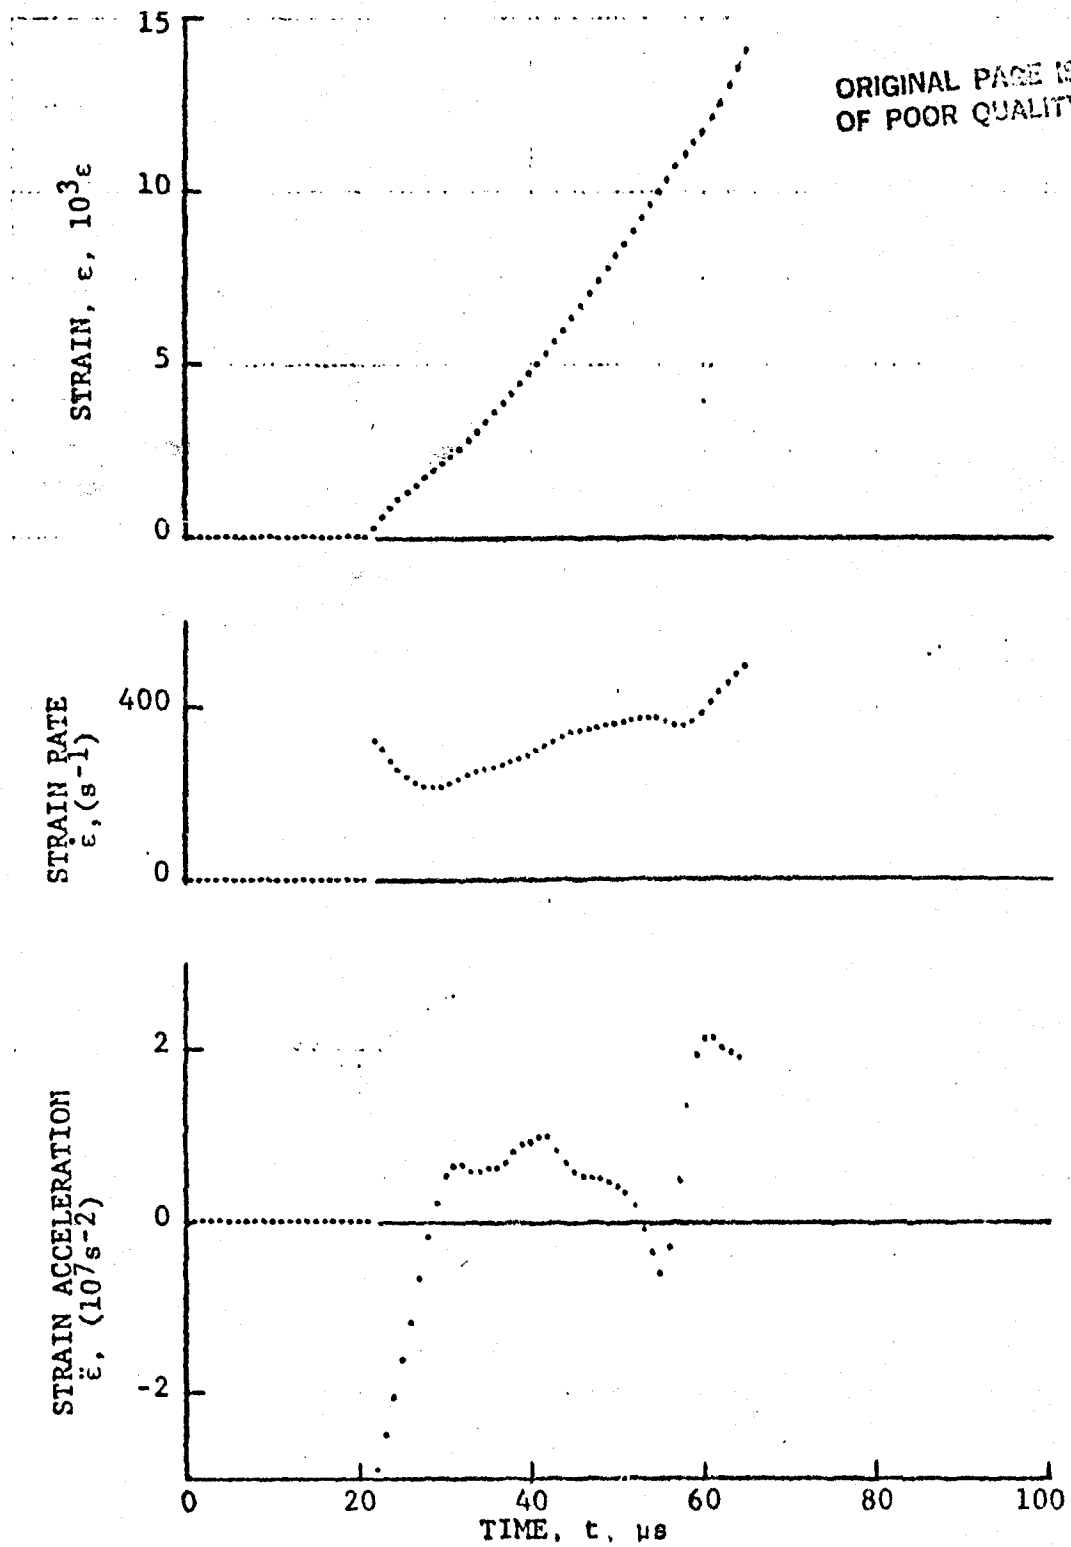 ORIGINAL PAGE IS
OF POOR QUALITY
15
10
5
0
STRAIN, ε, 10³ε
400
0
STRAIN RATE
ε̇,(s⁻¹)
2
0
-2
STRAIN ACCELERATION
ε̈, (10⁷s-2)
0 20 40 60 80 100
TIME, t, μs